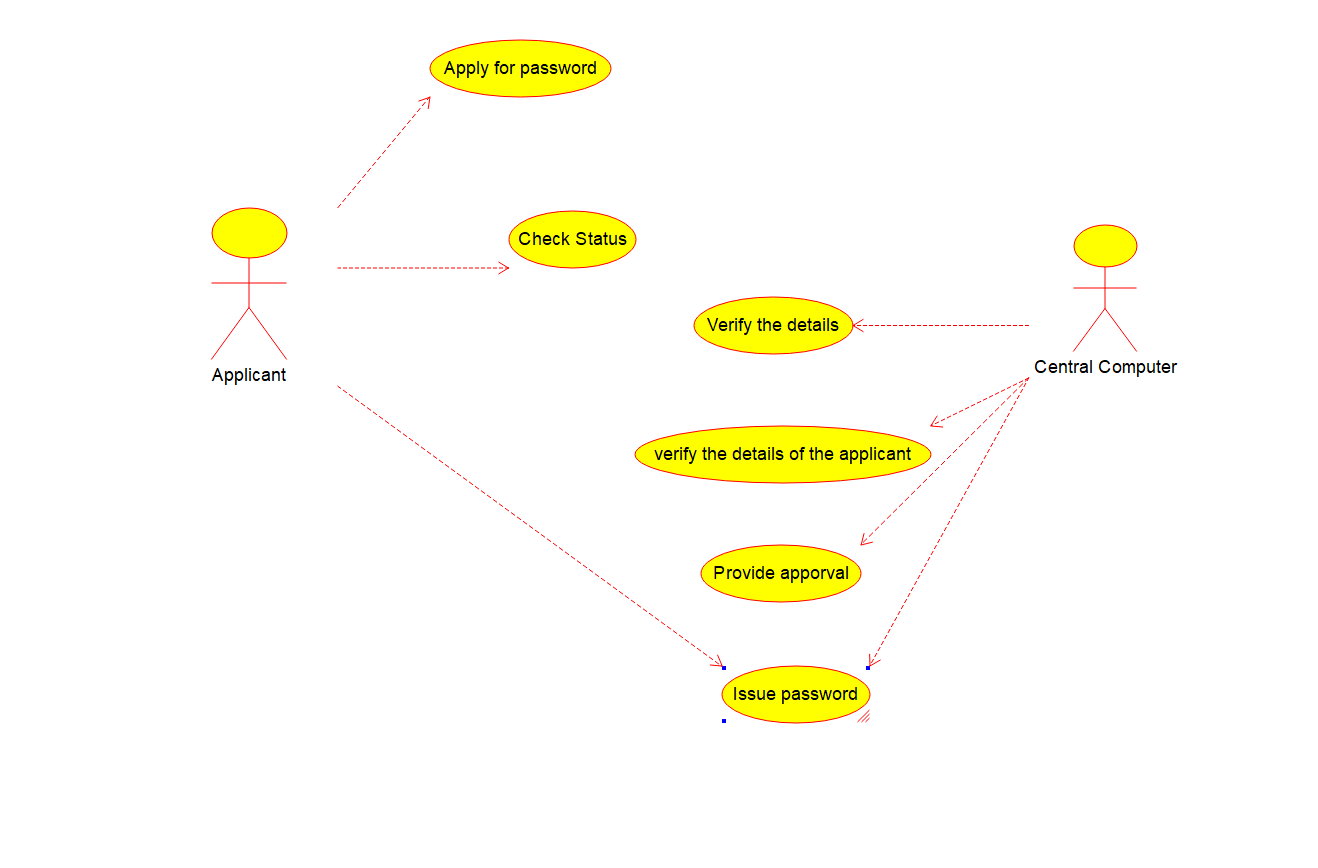 Apply for password
Check Status
Verify the details
Applicant
Central Computer
verify the details of the applicant
Provide apporval
Issue password